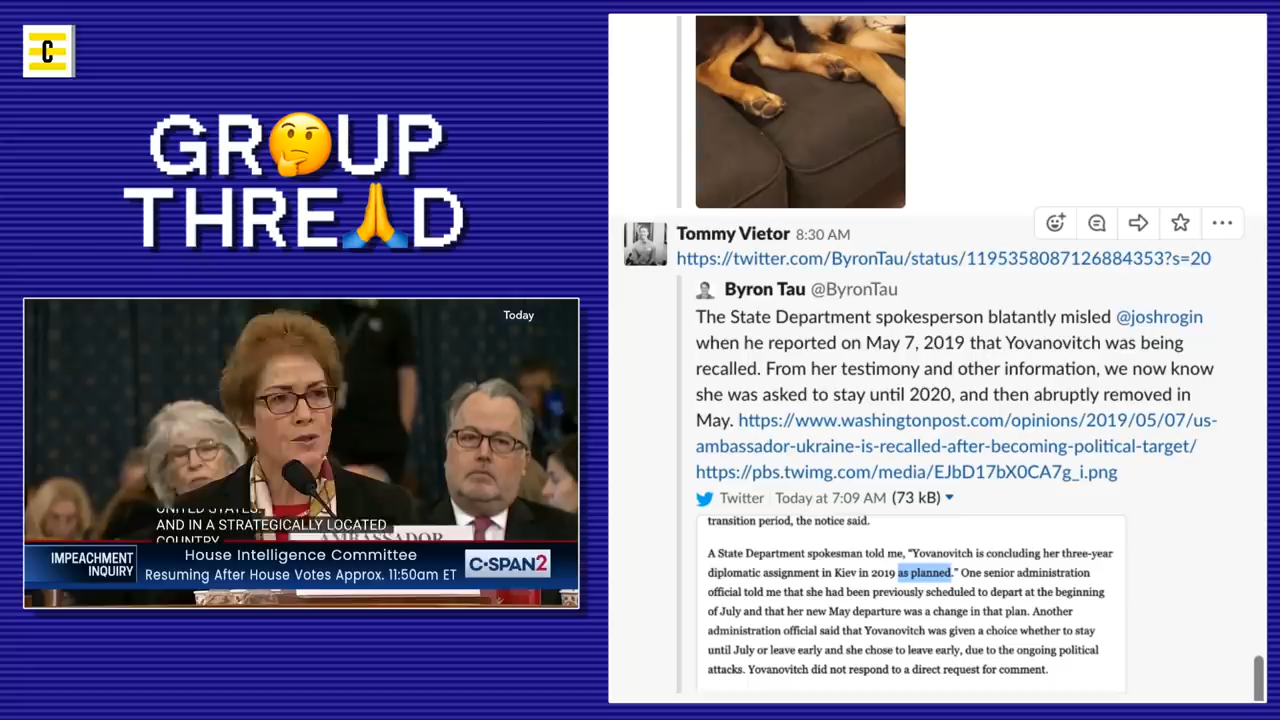 C
GR🤔UP
THRE🙏D
Today
UNITED STATES.
AND IN A STRATEGICALLY LOCATED
COUNTRY
AMBASSADOR
IMPEACHMENT
INQUIRY
House Intelligence Committee
Resuming After House Votes Approx. 11:50am ET
C-SPAN2
Tommy Vietor 8:30 AM
https://twitter.com/ByronTau/status/1195358087126884353?s=20
Byron Tau @ByronTau
The State Department spokesperson blatantly misled @joshrogin
when he reported on May 7, 2019 that Yovanovitch was being
recalled. From her testimony and other information, we now know
she was asked to stay until 2020, and then abruptly removed in
May. https://www.washingtonpost.com/opinions/2019/05/07/us-
ambassador-ukraine-is-recalled-after-becoming-political-target/
https://pbs.twimg.com/media/EJbD17bX0CA7g_i.png
Twitter Today at 7:09 AM (73 kB)
transition period, the notice said.
A State Department spokesman told me, “Yovanovitch is concluding her three-year
diplomatic assignment in Kiev in 2019 as planned.” One senior administration
official told me that she had been previously scheduled to depart at the beginning
of July and that her new May departure was a change in that plan. Another
administration official said that Yovanovitch was given a choice whether to stay
until July or leave early and she chose to leave early, due to the ongoing political
attacks. Yovanovitch did not respond to a direct request for comment.